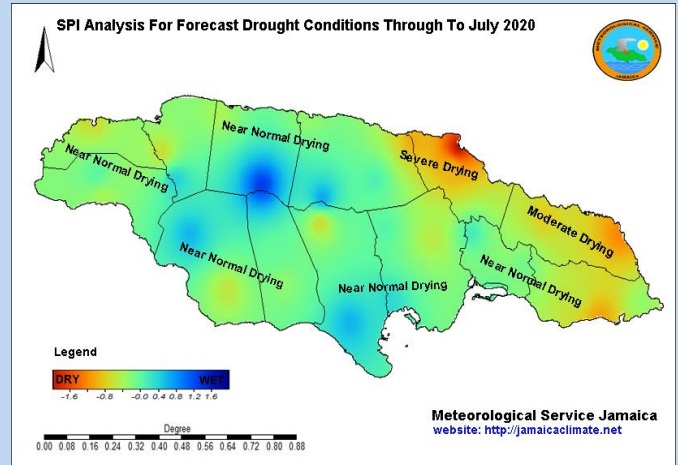 SPI Analysis For Forecast Drought Conditions Through To July 2020
METEOROLOGICAL SERVICE
JAMAICA
Near Normal Drying
Near Normal Drying
Severe Drying
Moderate Drying
Near Normal Drying
Near Normal Drying
Near Normal Drying
Legend
DRY WET
-1.6 -0.8 -0.0 0.4 0.8 1.2 1.6
Degree
0.00 0.08 0.16 0.24 0.32 0.40 0.48 0.56 0.64 0.72 0.80 0.88
Meteorological Service Jamaica
website: http://jamaicaclimate.net